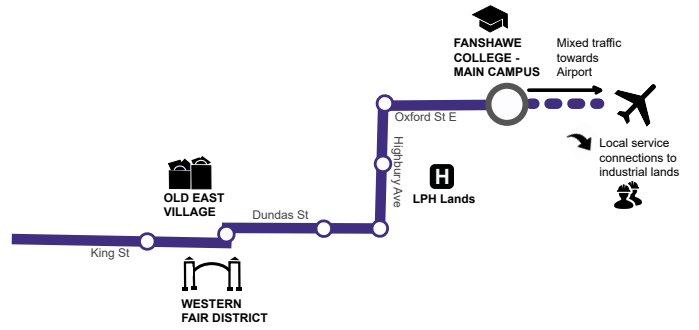 FANSHAWE
COLLEGE -
MAIN CAMPUS
Mixed traffic
towards
Airport
Oxford St E
Local service
connections to
industrial lands
Highbury Ave
H
LPH Lands
OLD EAST
VILLAGE
Dundas St
King St
WESTERN
FAIR DISTRICT